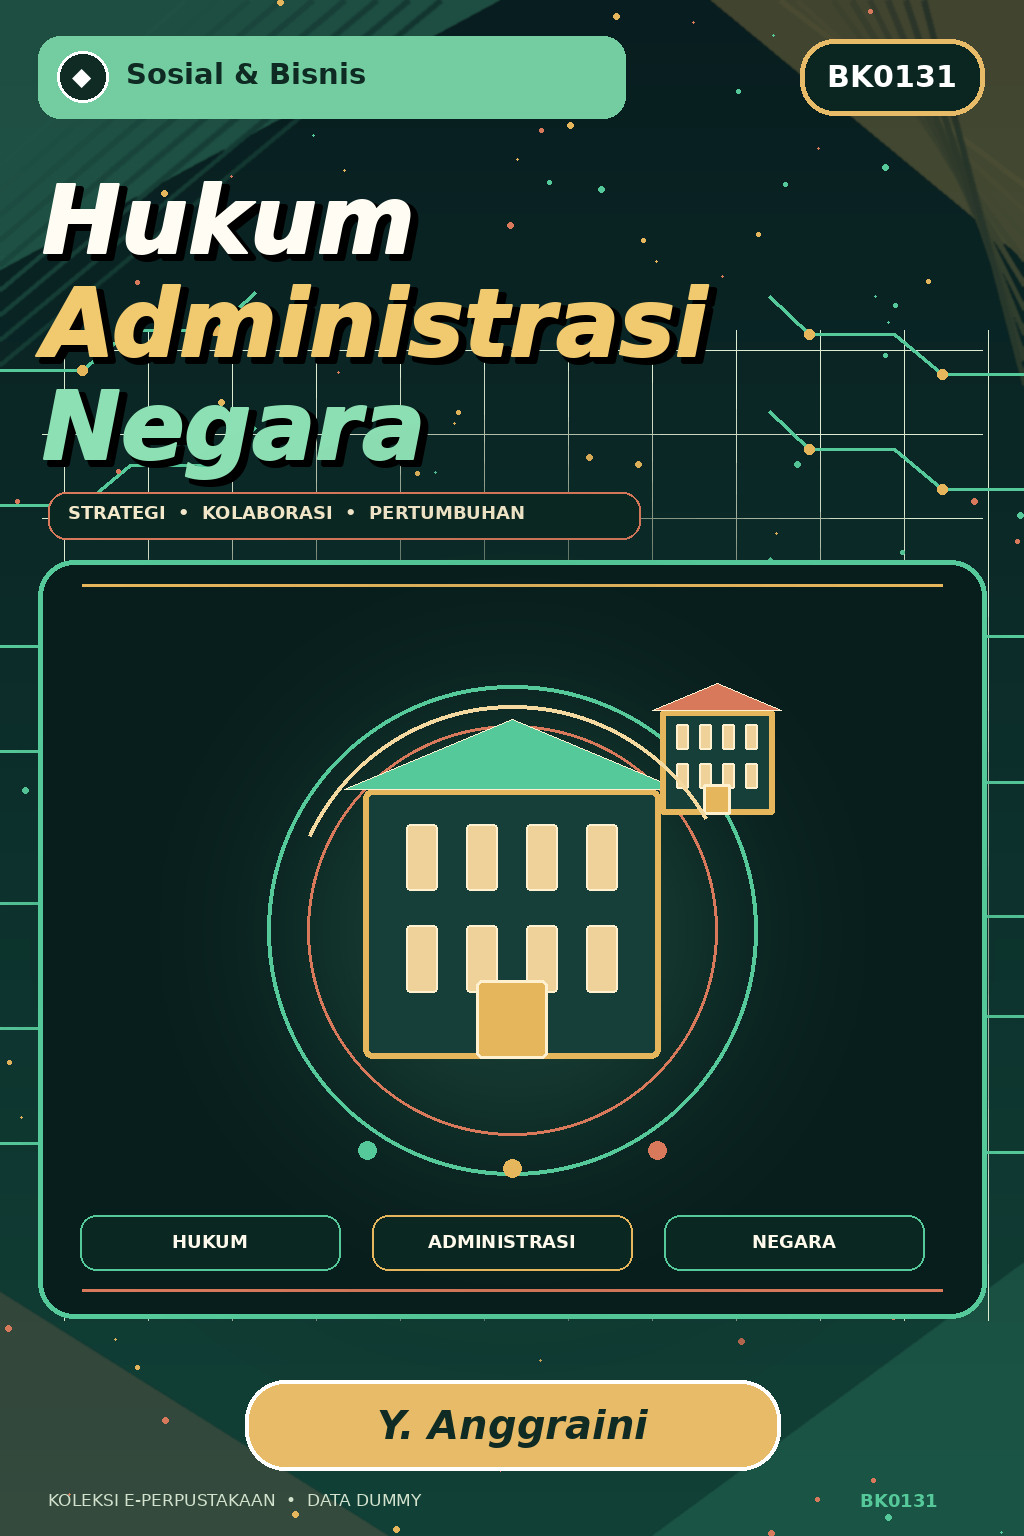 Sosial & Bisnis
BK0131
Hukum
Administrasi
Negara
STRATEGI • KOLABORASI • PERTUMBUHAN
HUKUM
ADMINISTRASI
NEGARA
Y. Anggraini
KOLEKSI E-PERPUSTAKAAN • DATA DUMMY
BK0131